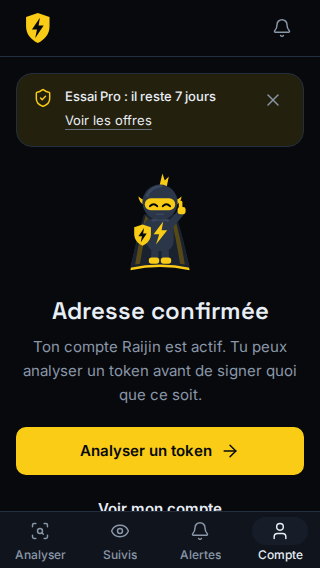 Essai Pro : il reste 7 jours
Voir les offres
Adresse confirmée
Ton compte Raijin est actif. Tu peux
analyser un token avant de signer quoi
que ce soit.
Analyser un token
Voir mon compte
Analyser
Suivis
Alertes
Compte